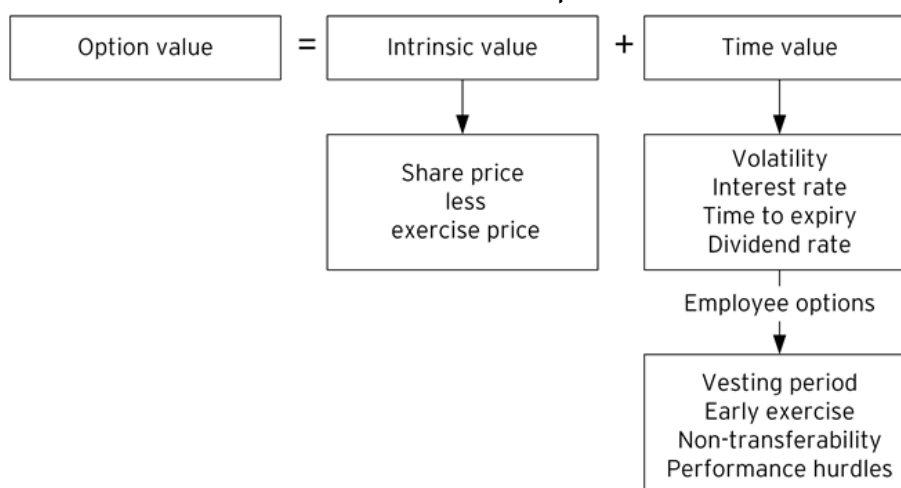 Option value = Intrinsic value + Time value
Share price
less
exercise price
Volatility
Interest rate
Time to expiry
Dividend rate
Employee options
Vesting period
Early exercise
Non-transferability
Performance hurdles